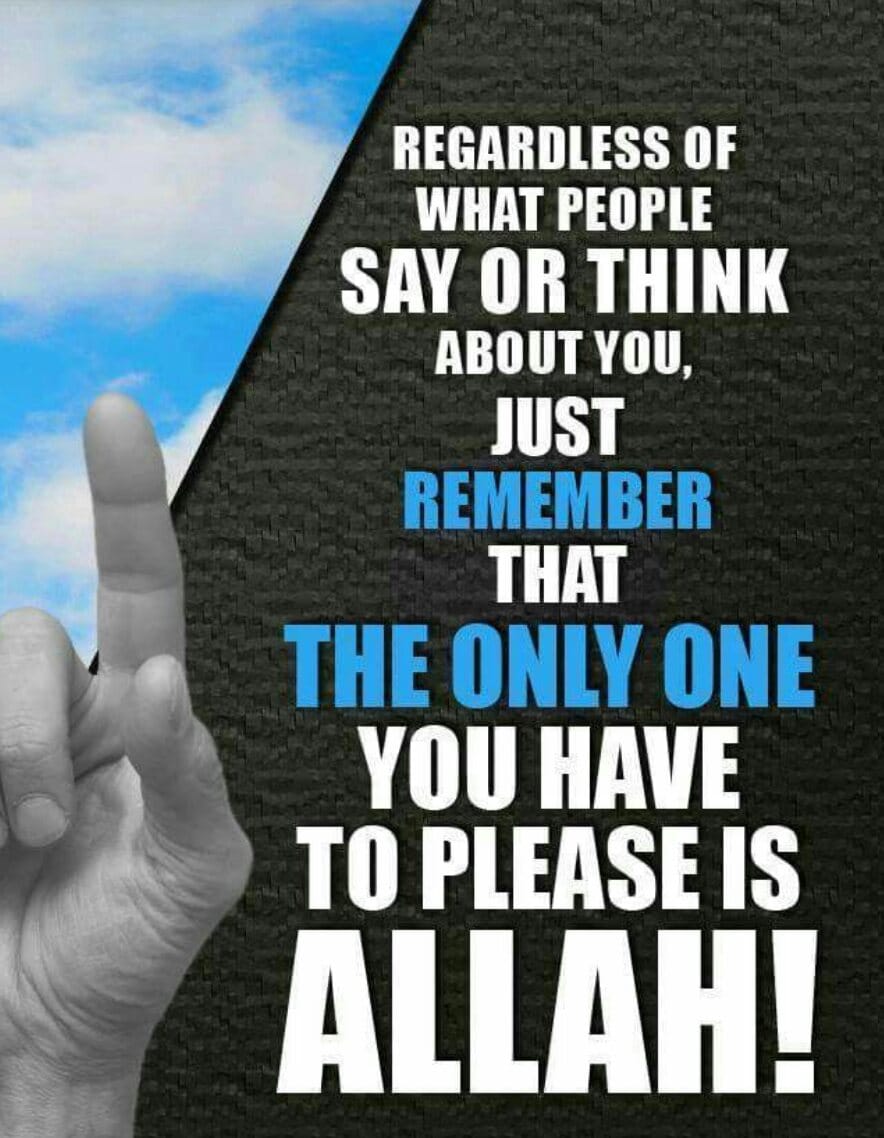 REGARDLESS OF
WHAT PEOPLE
SAY OR THINK
ABOUT YOU,
JUST
REMEMBER
THAT
THE ONLY ONE
YOU HAVE
TO PLEASE IS
ALLAH!